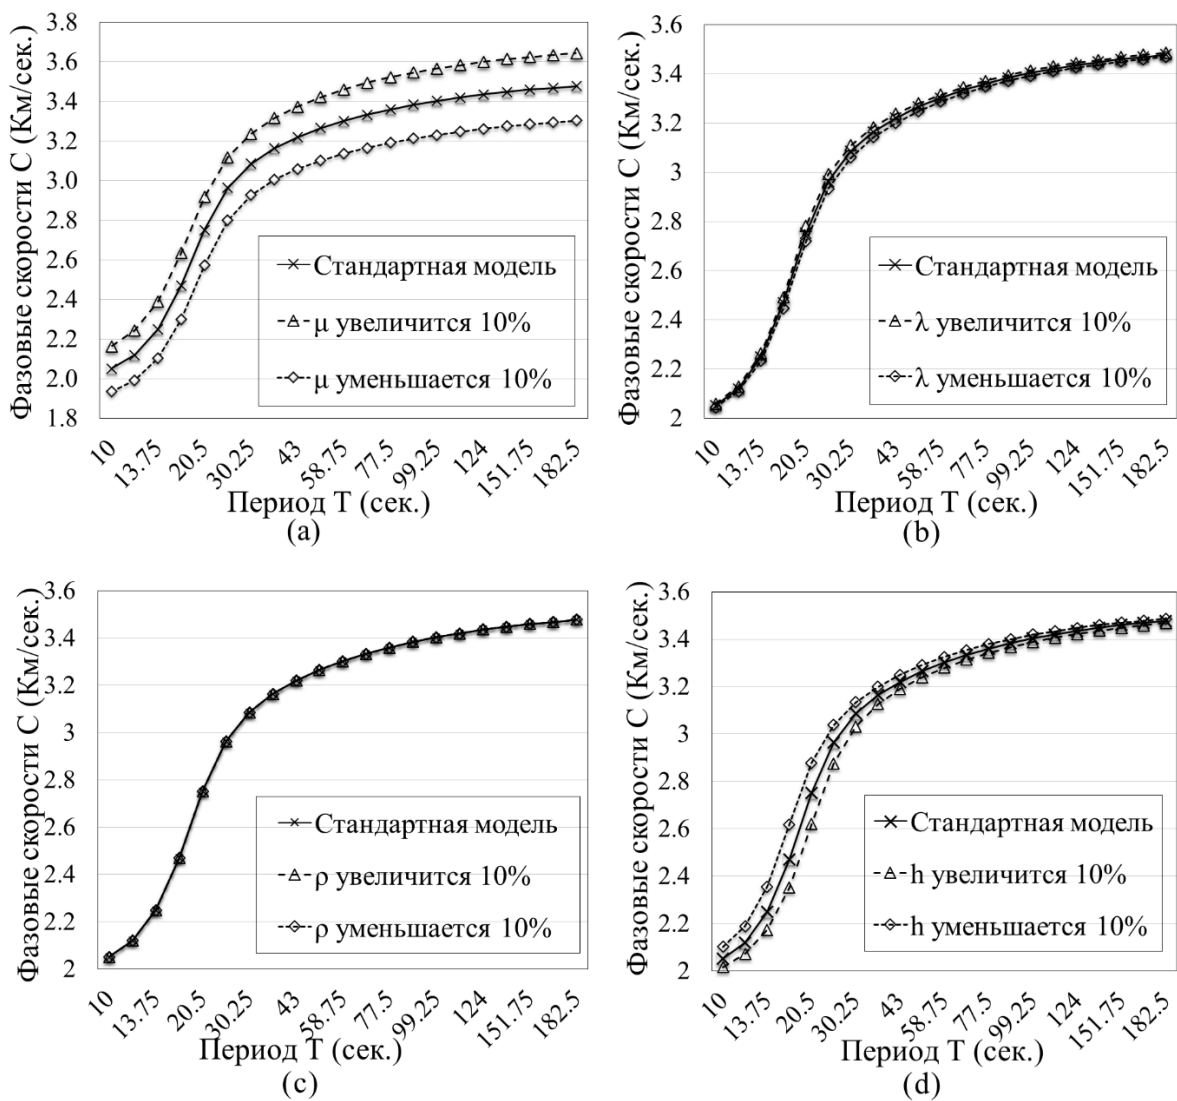 Фазовые скорости C (Км/сек.)
3.8
3.6
3.4
3.2
3.0
2.8
2.6
2.4
2.2
2.0
1.8
Стандартная модель
μ увеличится 10%
μ уменьшается 10%
10 13.75 20.5 30.25 43 58.75 77.5 99.25 124 151.75 182.5
Период T (сек.)
(a)
Фазовые скорости C (Км/сек.)
3.6
3.4
3.2
3
2.8
2.6
2.4
2.2
2
Стандартная модель
λ увеличится 10%
λ уменьшается 10%
10 13.75 20.5 30.25 43 58.75 77.5 99.25 124 151.75 182.5
Период T (сек.)
(b)
Фазовые скорости C (Км/сек.)
3.6
3.4
3.2
3
2.8
2.6
2.4
2.2
2
Стандартная модель
ρ увеличится 10%
ρ уменьшается 10%
10 13.75 20.5 30.25 43 58.75 77.5 99.25 124 151.75 182.5
Период T (сек.)
(c)
Фазовые скорости C (Км/сек.)
3.6
3.4
3.2
3
2.8
2.6
2.4
2.2
2
Стандартная модель
h увеличится 10%
h уменьшается 10%
10 13.75 20.5 30.25 43 58.75 77.5 99.25 124 151.75 182.5
Период T (сек.)
(d)